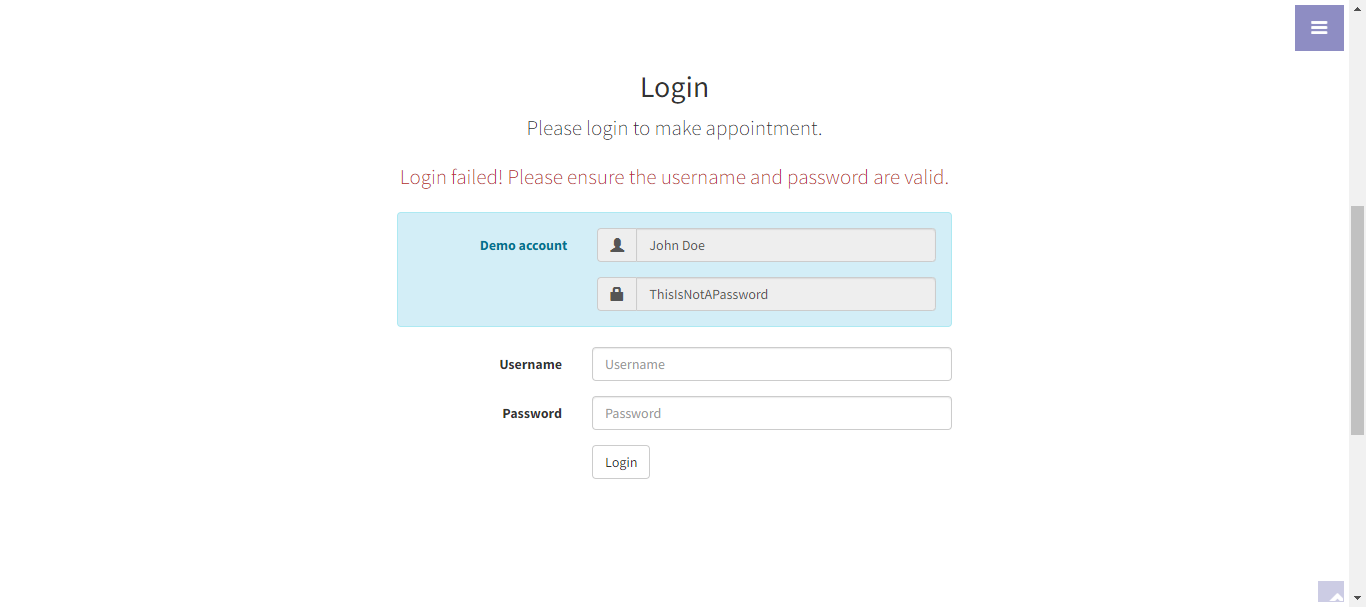 Login
Please login to make appointment.
Login failed! Please ensure the username and password are valid.
Demo account John Doe
ThisIsNotAPassword
Username Username
Password Password
Login